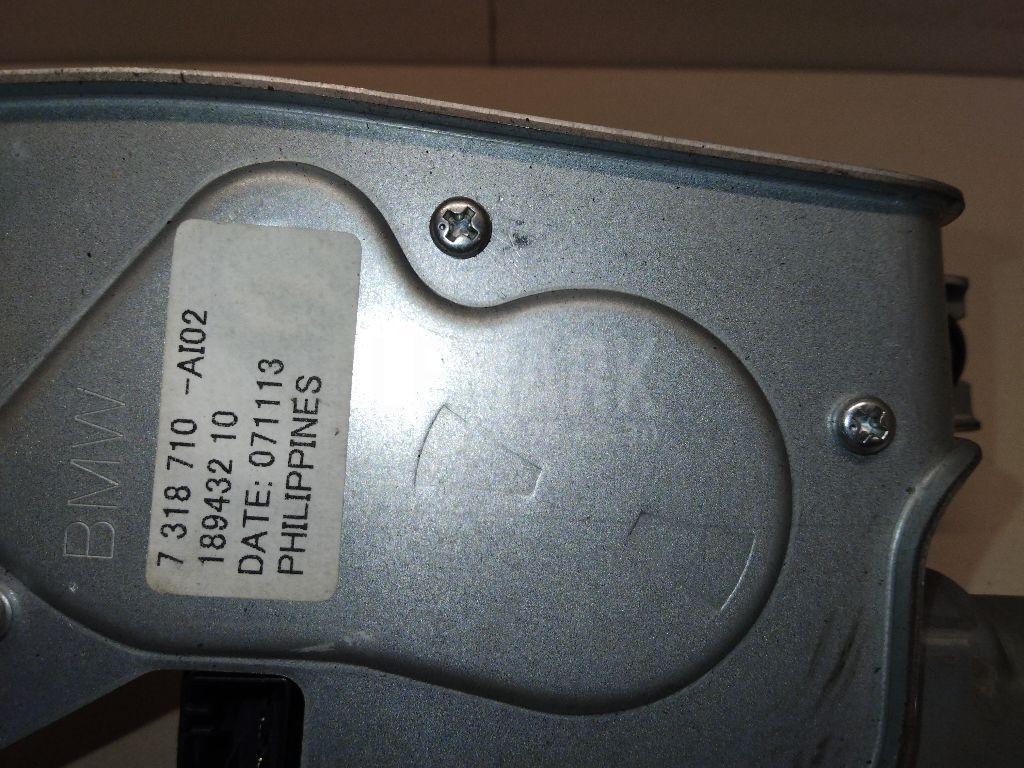 BMW
7 318 710 -AI02
189432 10
DATE: 071113
PHILIPPINES